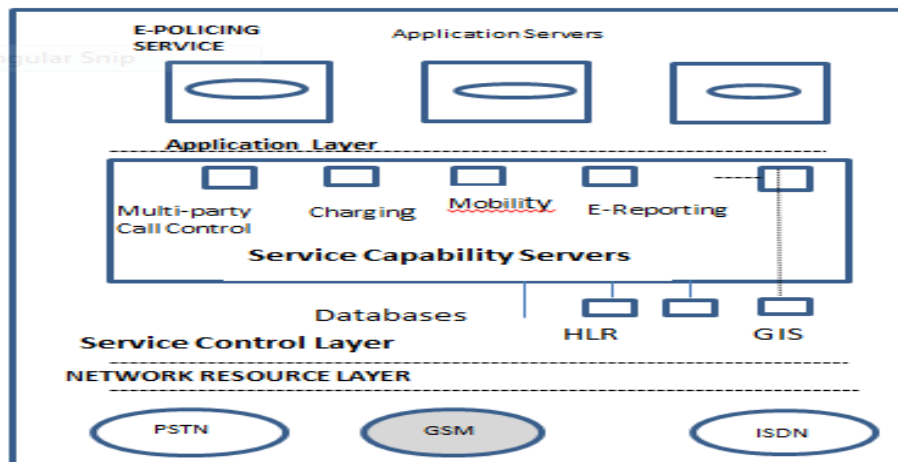 E-POLICING
SERVICE
Application Servers
ngular Snip
Application Layer
Multi-party
Call Control
Charging
Mobility
E-Reporting
Service Capability Servers
Databases
HLR
GIS
Service Control Layer
NETWORK RESOURCE LAYER
PSTN
GSM
ISDN